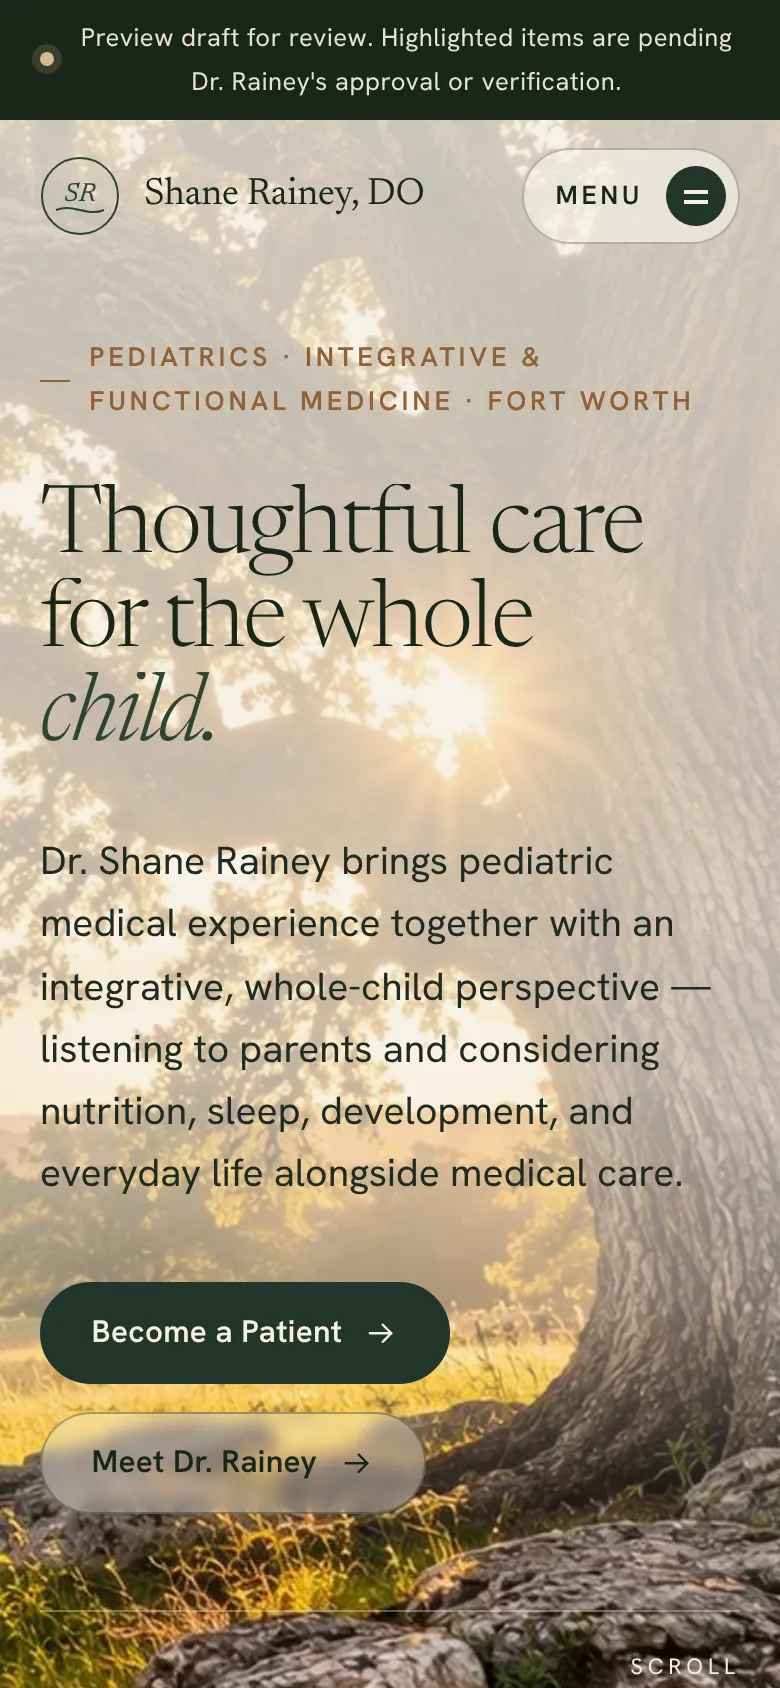 Preview draft for review. Highlighted items are pending
Dr. Rainey's approval or verification.
SR
Shane Rainey, DO
MENU
PEDIATRICS · INTEGRATIVE &
FUNCTIONAL MEDICINE · FORT WORTH
Thoughtful care
for the whole
child.
Dr. Shane Rainey brings pediatric
medical experience together with an
integrative, whole-child perspective —
listening to parents and considering
nutrition, sleep, development, and
everyday life alongside medical care.
Become a Patient →
Meet Dr. Rainey →
SCROLL